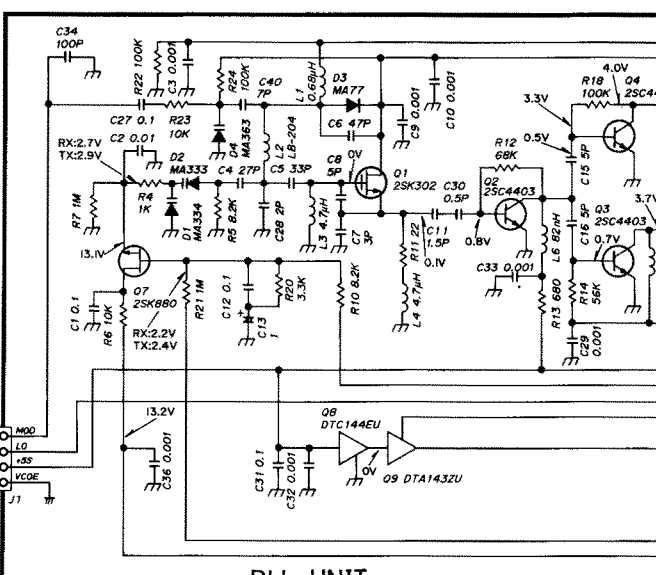 C34
100P
R22 100K
C3 0.001
R24
100K
C40
7P
L1
0.68μH
D3
MA77
C6 47P
C9 0.001
C10 0.001
4.0V
R18
100K
Q4
2SC44
3.3V
C27 0.1
R23
10K
D4
MA363
L2
LB-204
0.5V
C15 5P
RX:2.7V
TX:2.9V
C2 0.01
D2
MA333
C4 27P
C5 33P
C8
5P
0V
Q1
2SK302
R12
68K
Q2
2SC4403
C30
0.5P
R7 1M
R4
1K
D1
MA334
R5 8.2K
C28 2P
L3 4.7μH
C7
3P
R11 22
C11
1.5P
0.1V
0.8V
L6 82nH
C16 5P
Q3
2SC4403
3.7V
0.7V
13.1V
Q7
2SK880
C1 0.1
R6 10K
R21 1M
RX:2.2V
TX:2.4V
C12 0.1
C13
1
+
R20
3.3K
R10 8.2K
L4 4.7μH
C33 0.001
R13 680
R14
56K
C29
0.001
13.2V
Q8
DTC144EU
0V
Q9 DTA143ZU
C36 0.001
C31 0.1
C32 0.001
MOD
LO
+5S
VCOE
J1